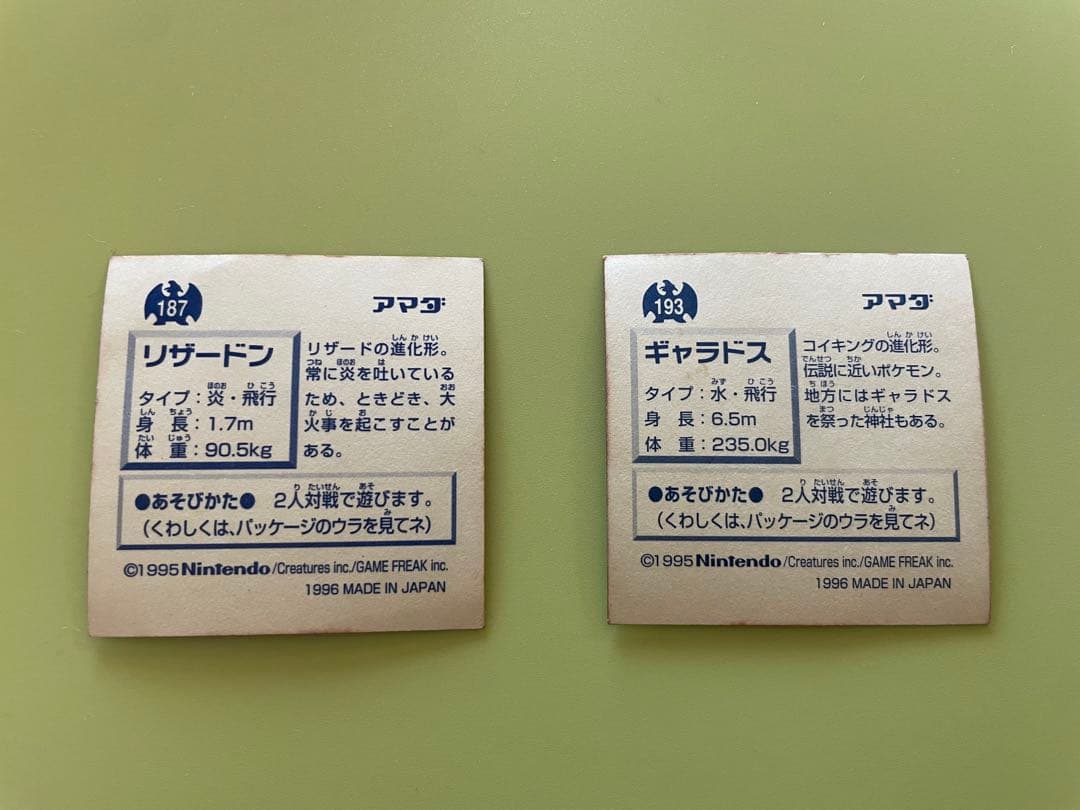 187
アマダ
リザードン
タイプ：炎・飛行
身長：1.7m
体重：90.5kg
リザードの進化形。
常に炎を吐いている
ため、ときどき、大
火事を起こすことが
ある。
●あそびかた● 2人対戦で遊びます。
(くわしくは、パッケージのウラを見てネ)
©1995 Nintendo/Creatures inc./GAME FREAK inc.
1996 MADE IN JAPAN
193
アマダ
ギャラドス
タイプ：水・飛行
身長：6.5m
体重：235.0kg
コイキングの進化形。
伝説に近いポケモン。
地方にはギャラドス
を祭った神社もある。
●あそびかた● 2人対戦で遊びます。
(くわしくは、パッケージのウラを見てネ)
©1995 Nintendo/Creatures inc./GAME FREAK inc.
1996 MADE IN JAPAN